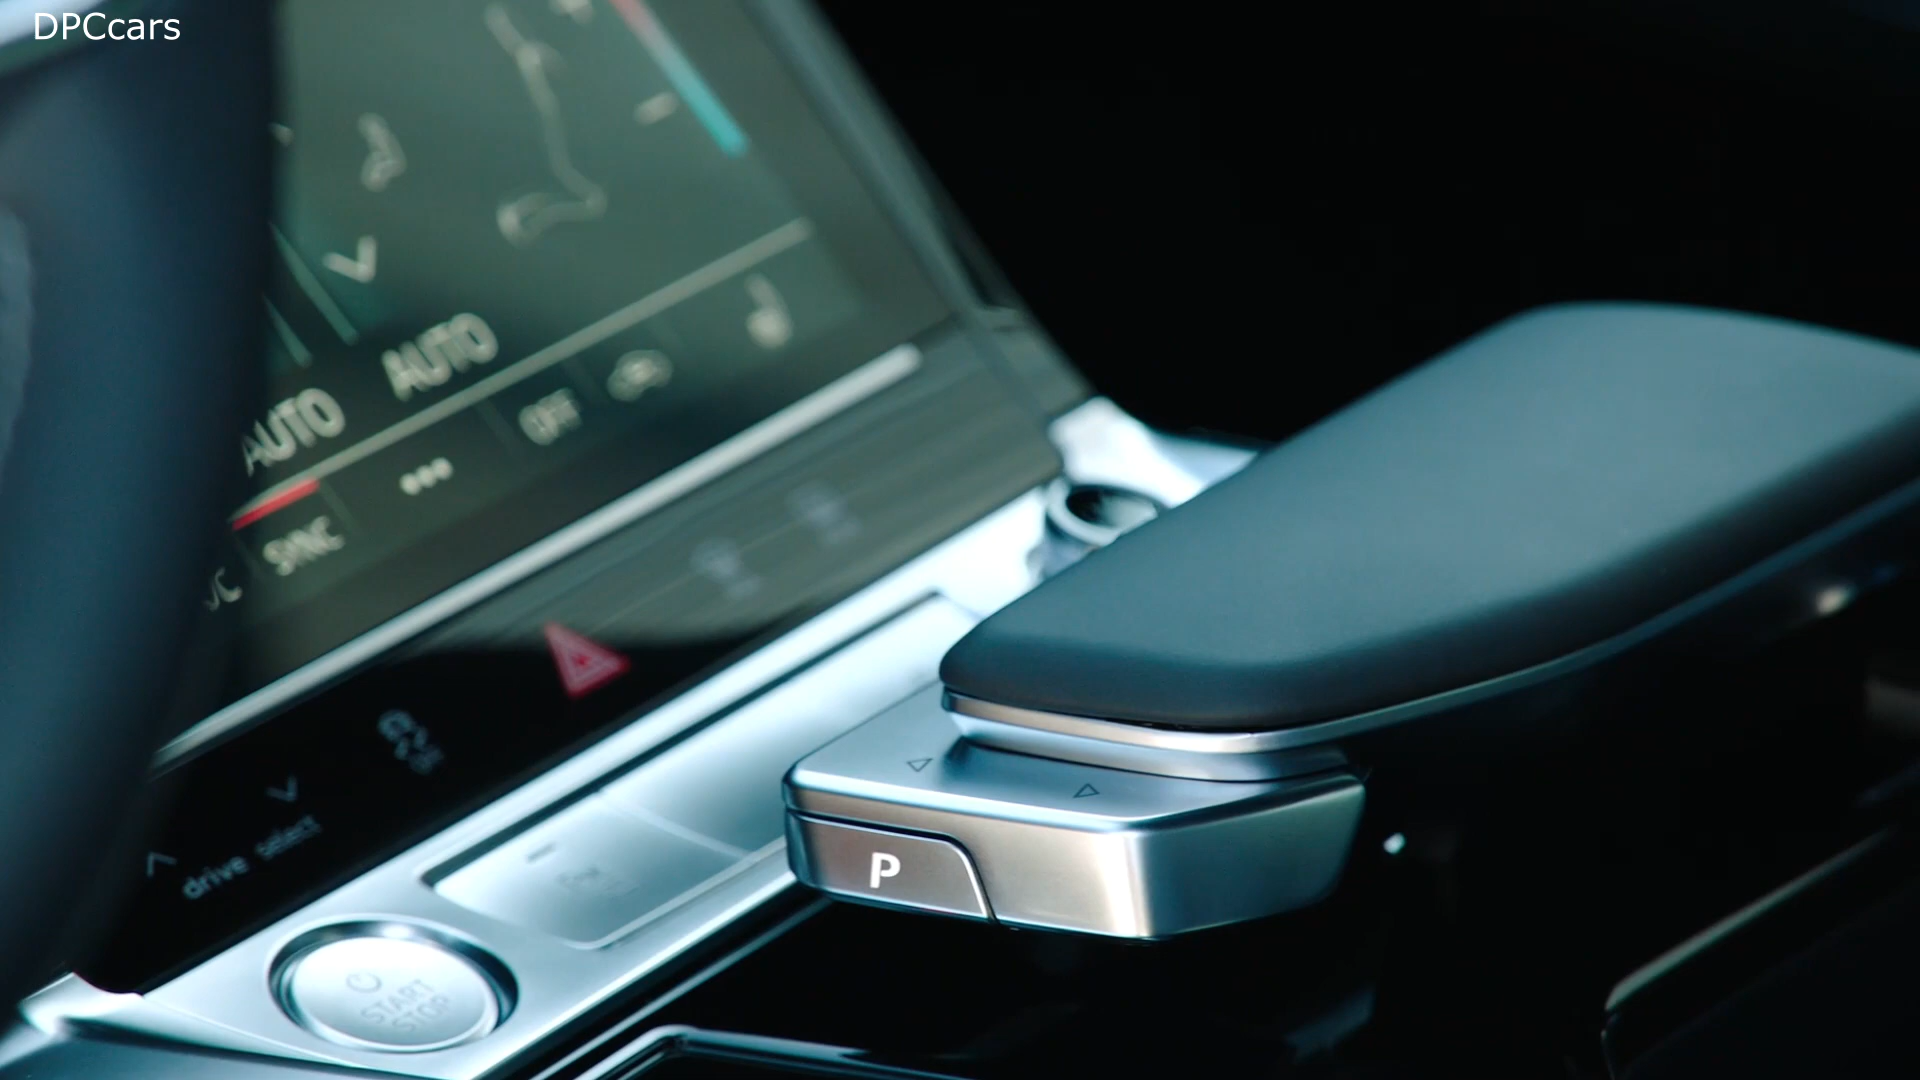 DPCcars
AUTO
AUTO
OFF
SYNC
drive select
P
START
STOP